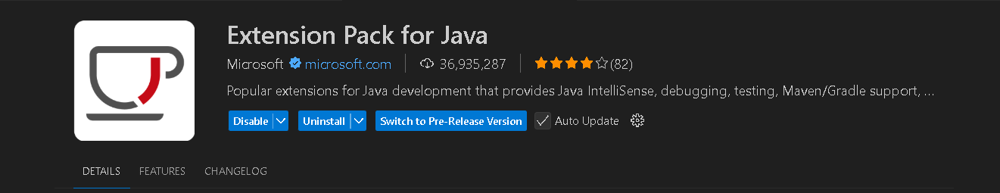 Extension Pack for Java
Microsoft microsoft.com 36,935,287 (82)
Popular extensions for Java development that provides Java IntelliSense, debugging, testing, Maven/Gradle support, ...
Disable Uninstall Switch to Pre-Release Version Auto Update
DETAILS FEATURES CHANGELOG